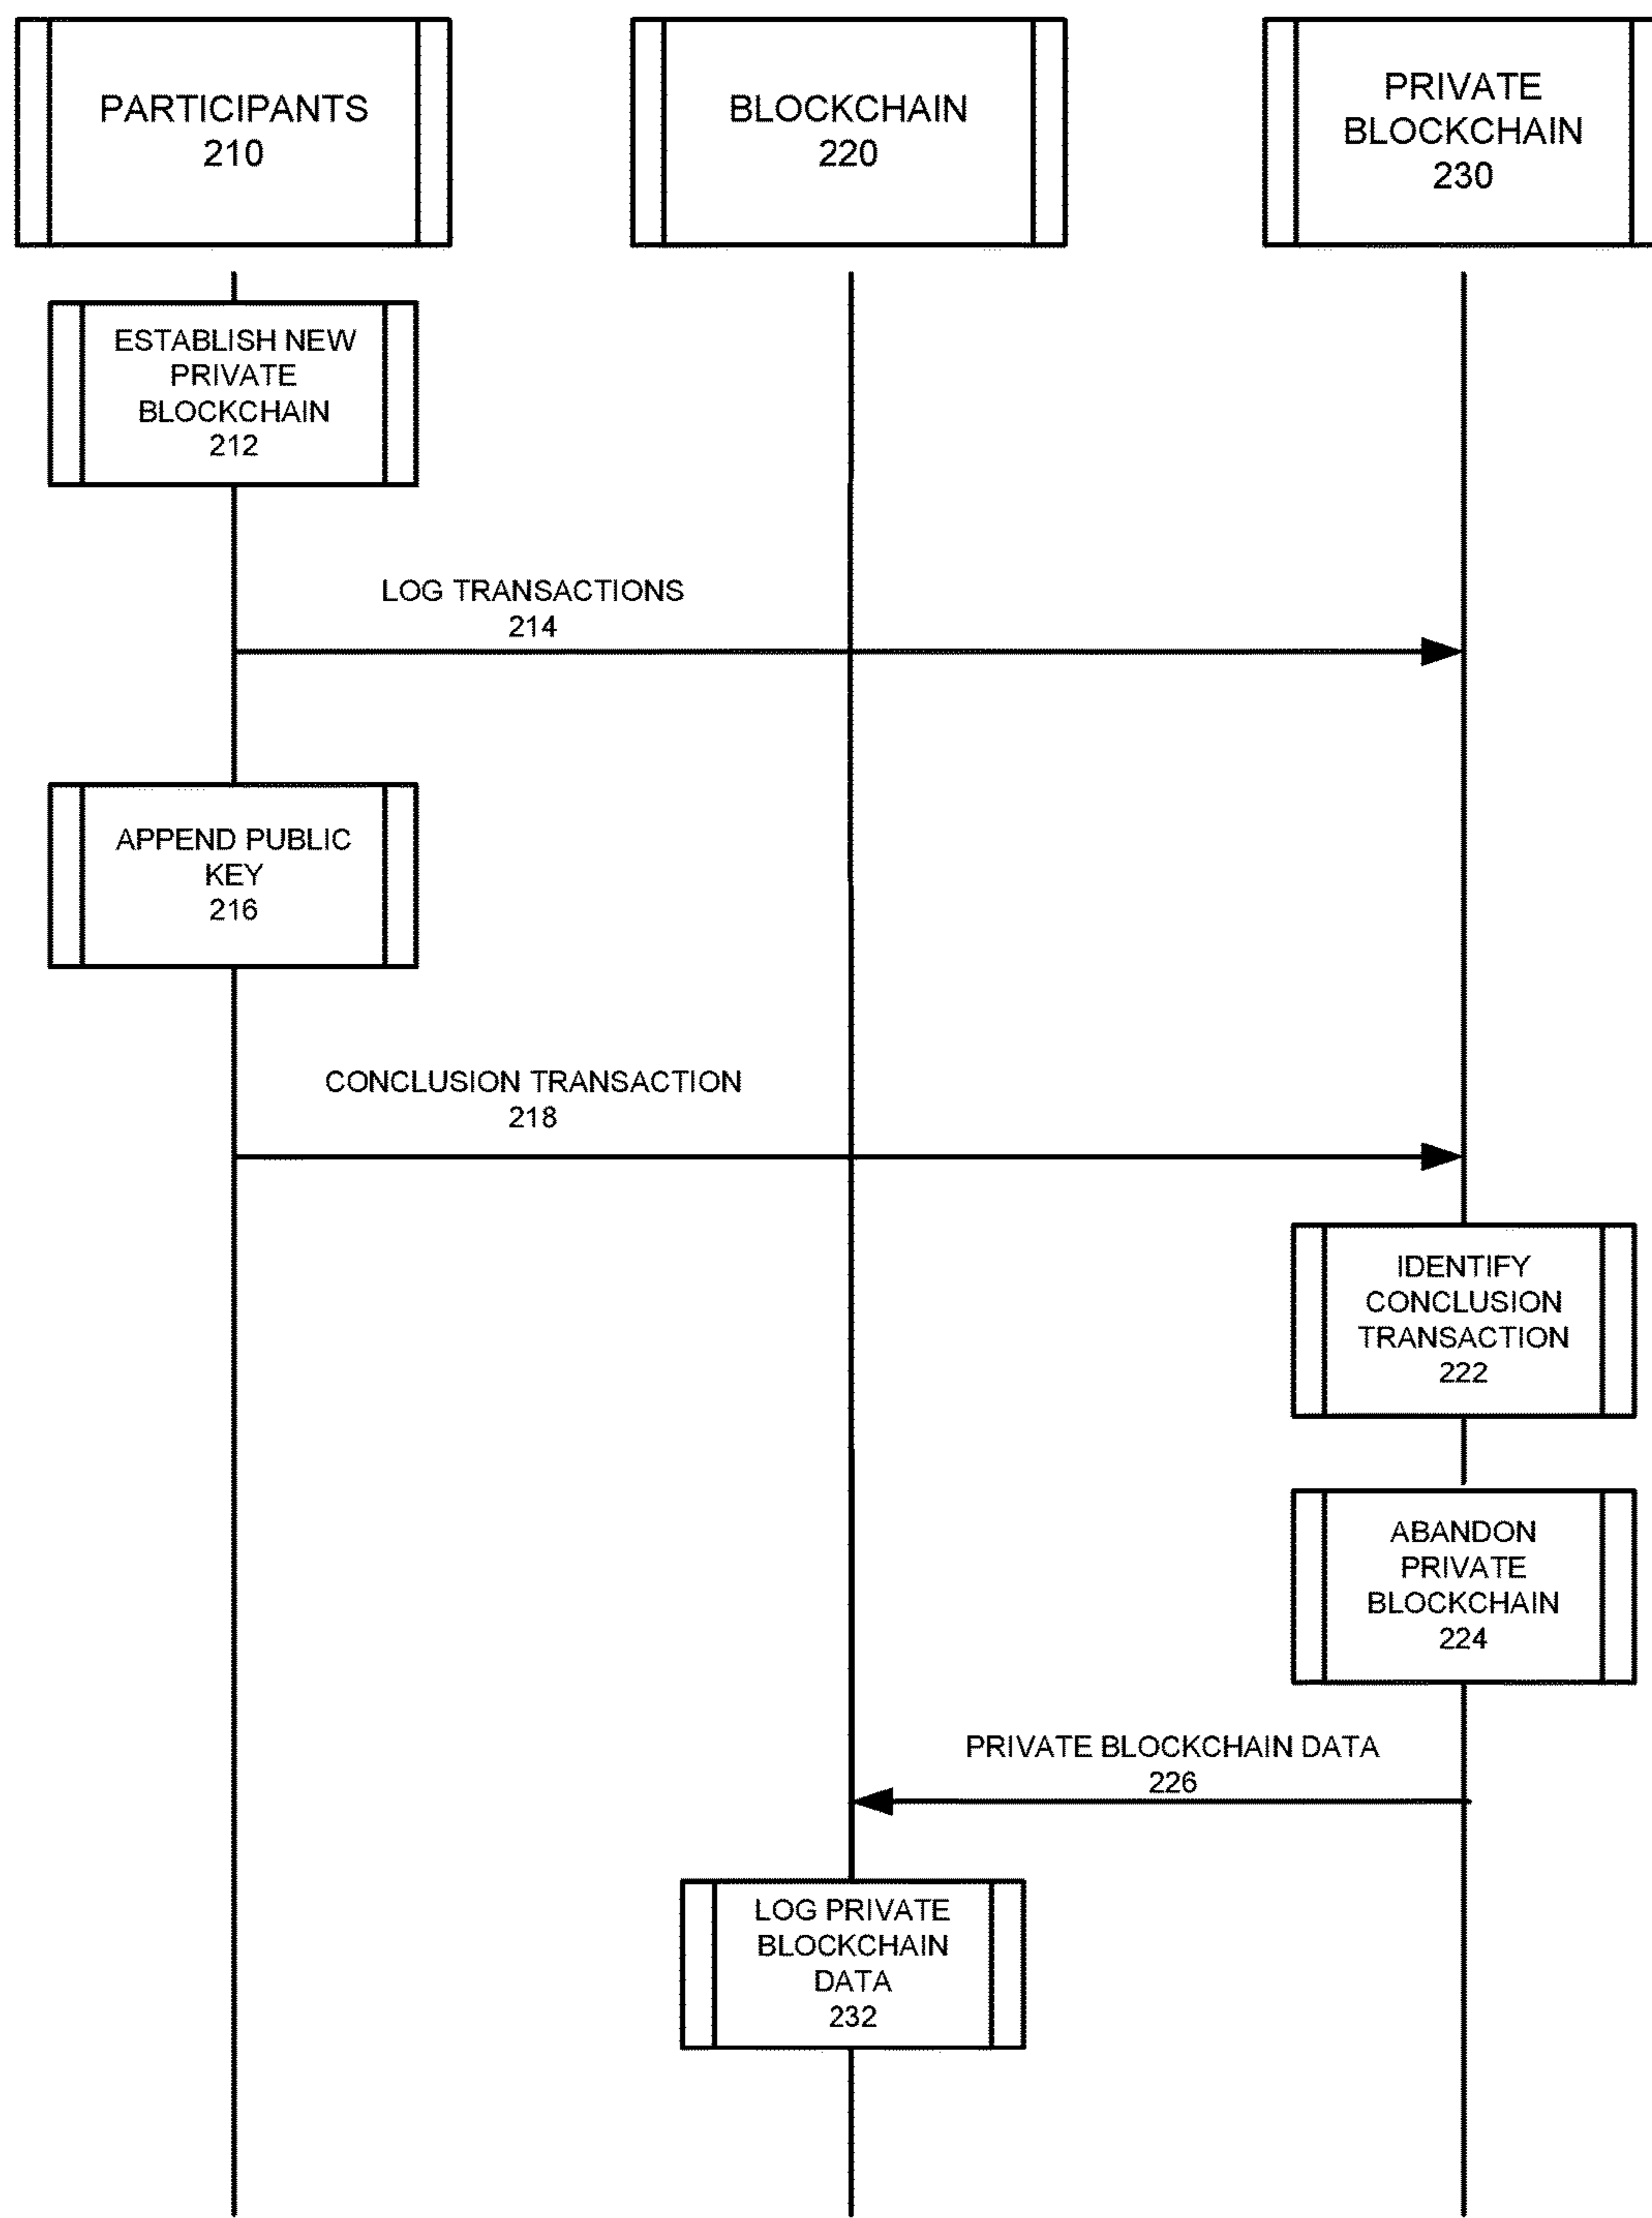 PARTICIPANTS
210
BLOCKCHAIN
220
PRIVATE
BLOCKCHAIN
230
ESTABLISH NEW
PRIVATE
BLOCKCHAIN
212
LOG TRANSACTIONS
214
APPEND PUBLIC
KEY
216
CONCLUSION TRANSACTION
218
IDENTIFY
CONCLUSION
TRANSACTION
222
ABANDON
PRIVATE
BLOCKCHAIN
224
PRIVATE BLOCKCHAIN DATA
226
LOG PRIVATE
BLOCKCHAIN
DATA
232